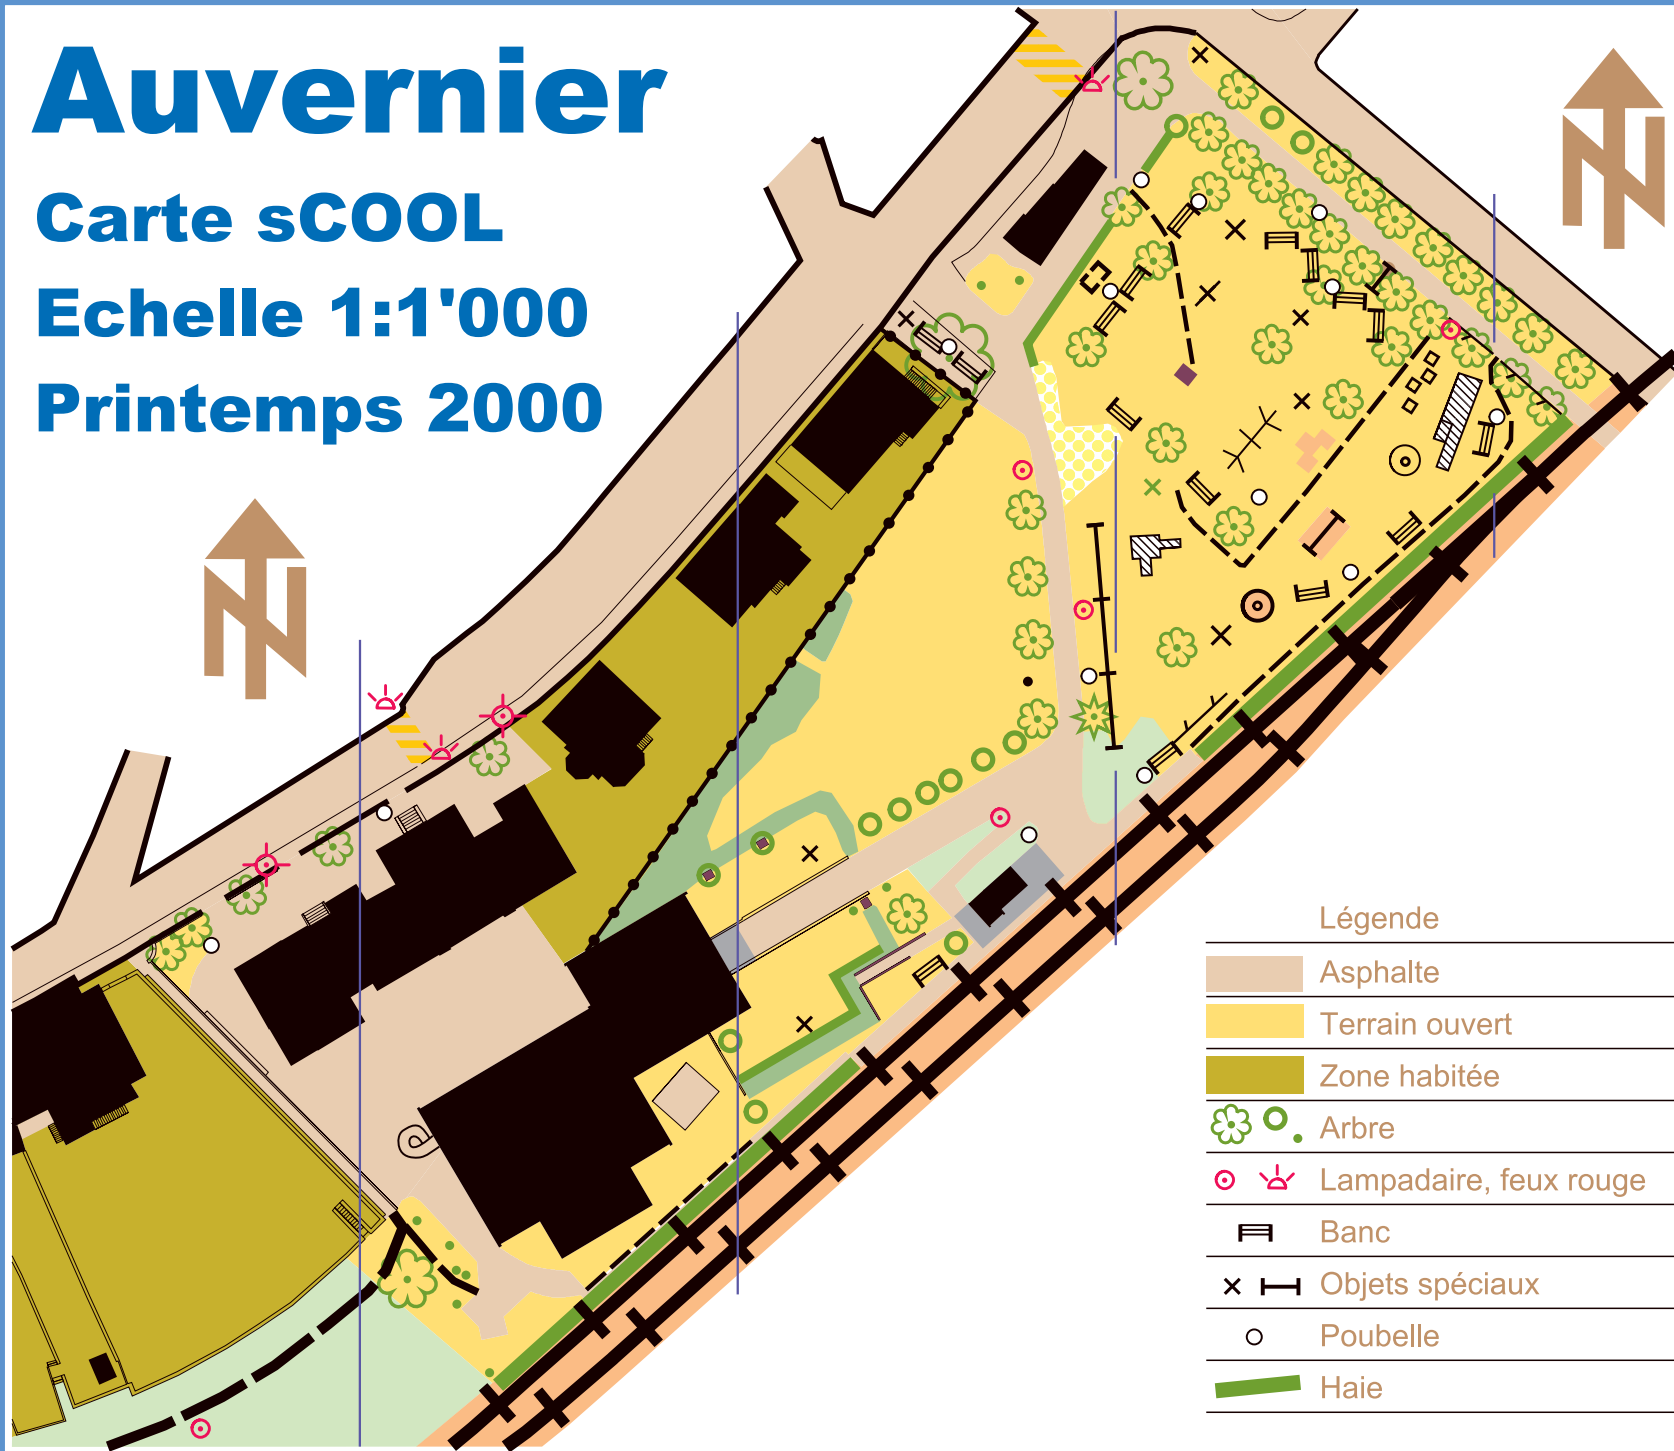 Auvernier
Carte sCOOL
Echelle 1:1'000
Printemps 2000
N
N
Légende
Asphalte
Terrain ouvert
Zone habitée
Arbre
Lampadaire, feux rouge
Banc
Objets spéciaux
Poubelle
Haie